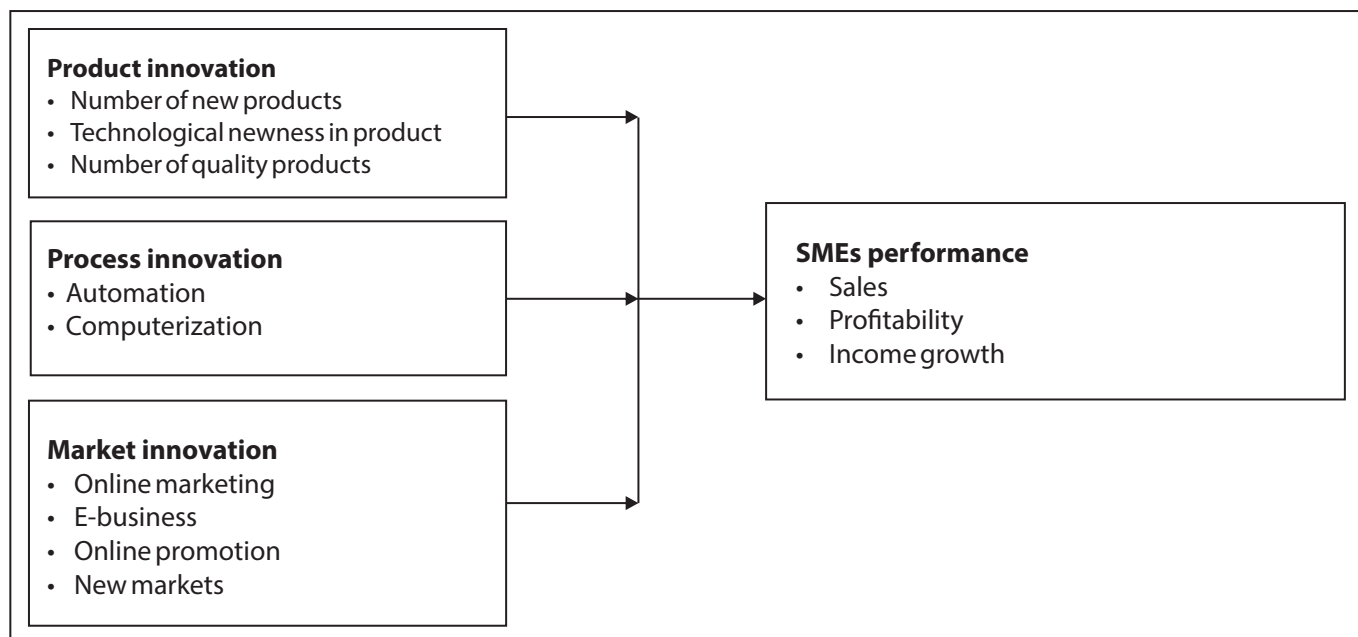 Product innovation
• Number of new products
• Technological newness in product
• Number of quality products
Process innovation
• Automation
• Computerization
Market innovation
• Online marketing
• E-business
• Online promotion
• New markets
SMEs performance
• Sales
• Profitability
• Income growth